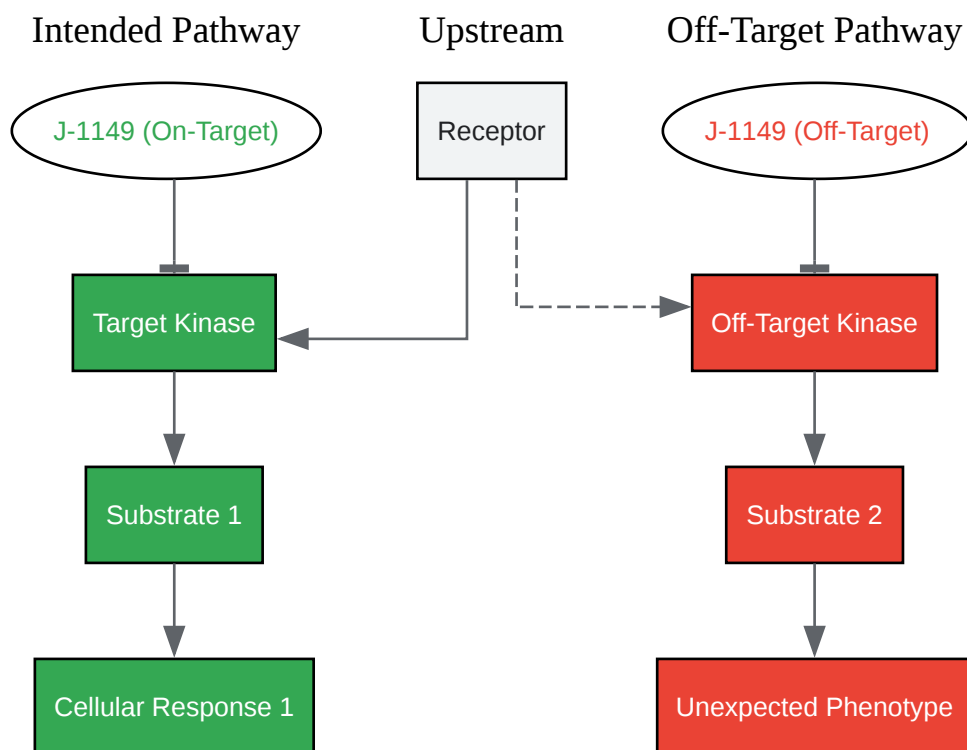 Intended Pathway
Upstream
Off-Target Pathway
J-1149 (On-Target)
Receptor
J-1149 (Off-Target)
Target Kinase
Off-Target Kinase
Substrate 1
Substrate 2
Cellular Response 1
Unexpected Phenotype